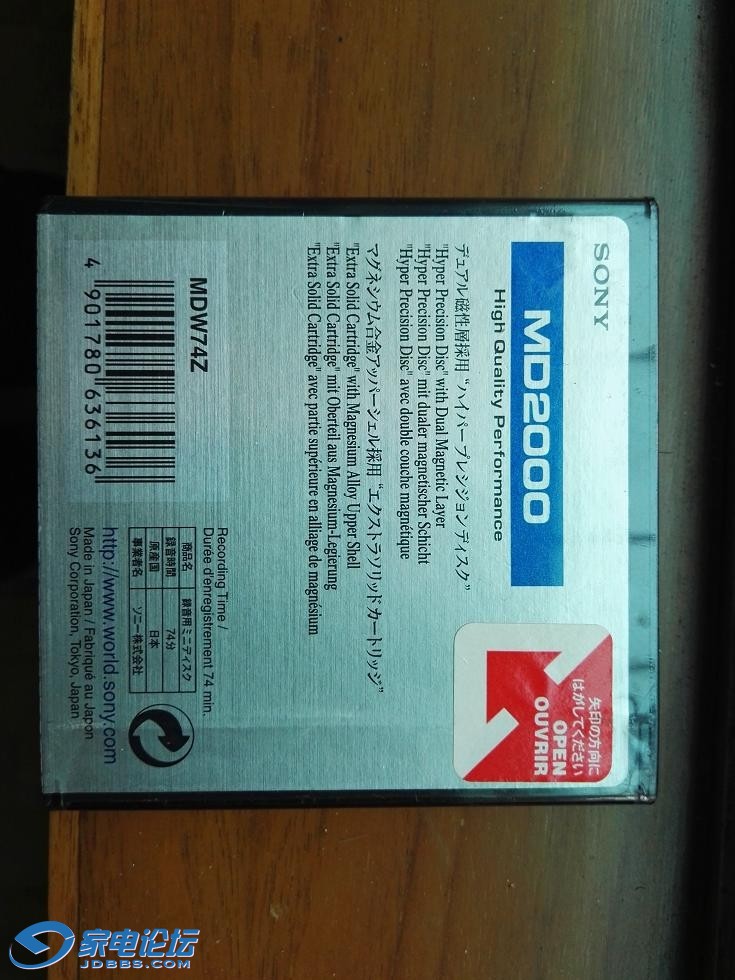 SONY
MD2000
High Quality Performance
デュアル磁性層採用 “ハイパープレシジョンディスク”
"Hyper Precision Disc" with Dual Magnetic Layer
"Hyper Precision Disc" mit dualer magnetischer Schicht
"Hyper Precision Disc" avec double couche magnétique
マグネシウム合金アッパーシェル採用 “エクストラソリッドカートリッジ”
"Extra Solid Cartridge" with Magnesium Alloy Upper Shell
"Extra Solid Cartridge" mit Oberteil aus Magnesium-Legierung
"Extra Solid Cartridge" avec partie supérieure en alliage de magnésium
矢印の方向に
はがしてください
OPEN
OUVRIR
MDW74Z
4 901780 636136
Recording Time /
Durée d'enregistrement 74 min.
商品名 録音用ミニディスク
録音時間 74分
原産国 日本
事業者名 ソニー株式会社
http://www.world.sony.com
Made in Japan / Fabriqué au Japon
Sony Corporation, Tokyo, Japan
家电论坛
JDBBS.COM